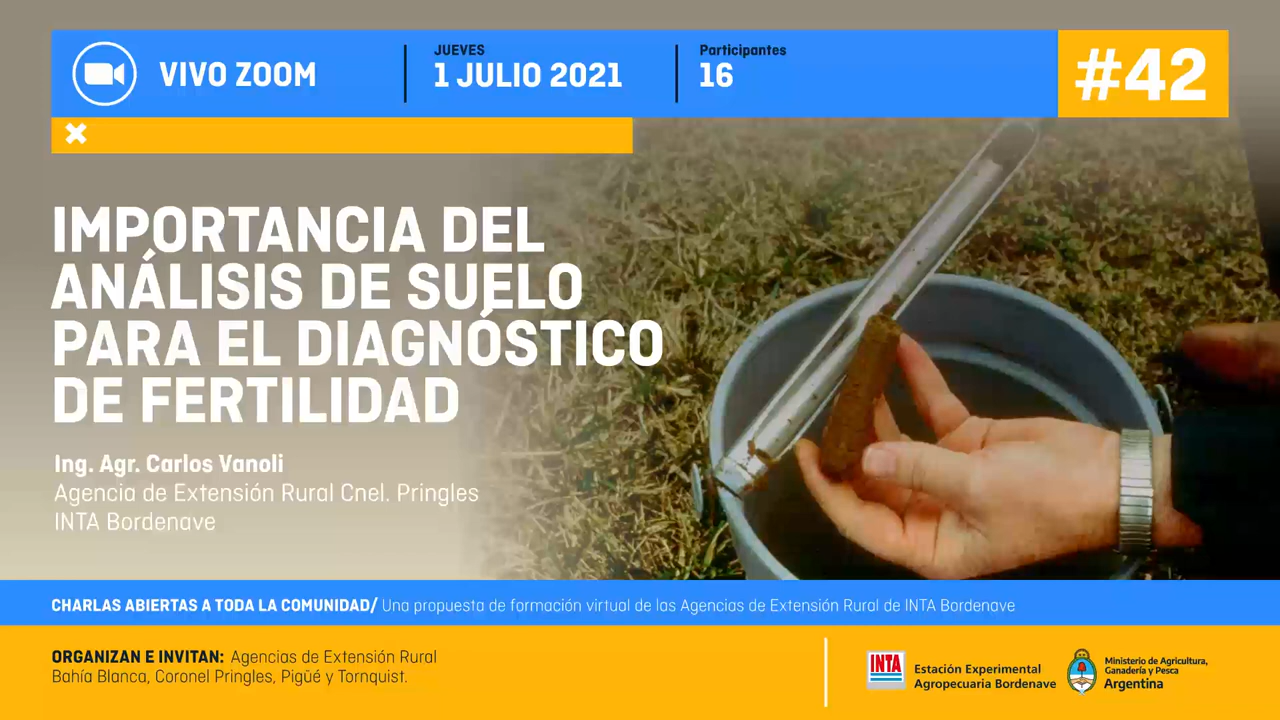 VIVO ZOOM
JUEVES
1 JULIO 2021
Participantes
16
#42
IMPORTANCIA DEL
ANÁLISIS DE SUELO
PARA EL DIAGNÓSTICO
DE FERTILIDAD
Ing. Agr. Carlos Vanoli
Agencia de Extensión Rural Cnel. Pringles
INTA Bordenave
CHARLAS ABIERTAS A TODA LA COMUNIDAD/ Una propuesta de formación virtual de las Agencias de Extensión Rural de INTA Bordenave
ORGANIZAN E INVITAN: Agencias de Extensión Rural
Bahía Blanca, Coronel Pringles, Pigüé y Tornquist.
INTA
Estación Experimental
Agropecuaria Bordenave
Ministerio de Agricultura,
Ganadería y Pesca
Argentina